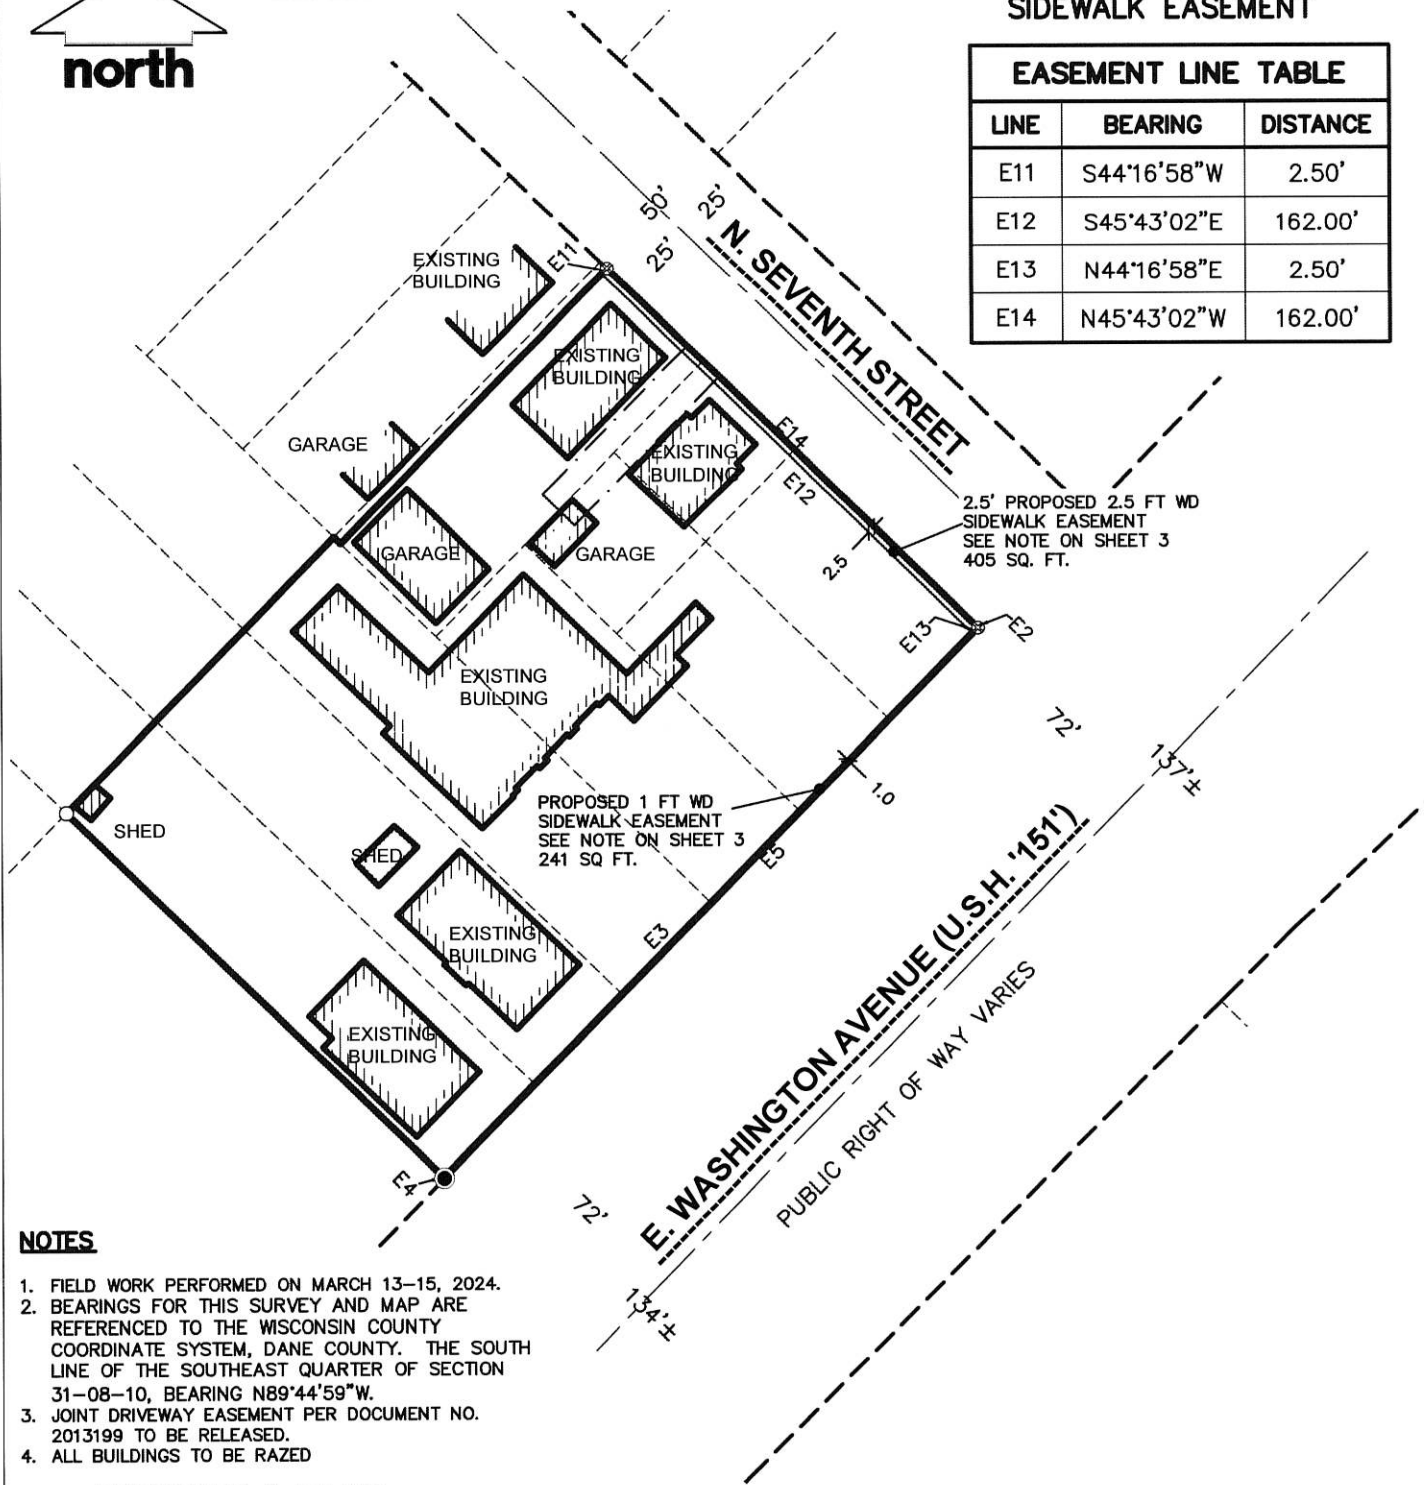 SIDEWALK EASEMENT
north
EASEMENT LINE TABLE
LINE BEARING DISTANCE
E11 S44°16'58"W 2.50'
E12 S45°43'02"E 162.00'
E13 N44°16'58"E 2.50'
E14 N45°43'02"W 162.00'
50'
25'
25'
N. SEVENTH STREET
E11
EXISTING
BUILDING
EXISTING
BUILDING
GARAGE
EXISTING
BUILDING
E14
E12
2.5' PROPOSED 2.5 FT WD
SIDEWALK EASEMENT
SEE NOTE ON SHEET 3
405 SQ. FT.
2.5
GARAGE
GARAGE
E13
E2
EXISTING
BUILDING
72'
137'±
1.0
PROPOSED 1 FT WD
SIDEWALK EASEMENT
SEE NOTE ON SHEET 3
241 SQ FT.
SHED
SHED
E5
E3
EXISTING
BUILDING
EXISTING
BUILDING
E. WASHINGTON AVENUE (U.S.H. '151')
PUBLIC RIGHT OF WAY VARIES
E4
72'
134'±
NOTES
1. FIELD WORK PERFORMED ON MARCH 13-15, 2024.
2. BEARINGS FOR THIS SURVEY AND MAP ARE
REFERENCED TO THE WISCONSIN COUNTY
COORDINATE SYSTEM, DANE COUNTY. THE SOUTH
LINE OF THE SOUTHEAST QUARTER OF SECTION
31-08-10, BEARING N89°44'59"W.
3. JOINT DRIVEWAY EASEMENT PER DOCUMENT NO.
2013199 TO BE RELEASED.
4. ALL BUILDINGS TO BE RAZED